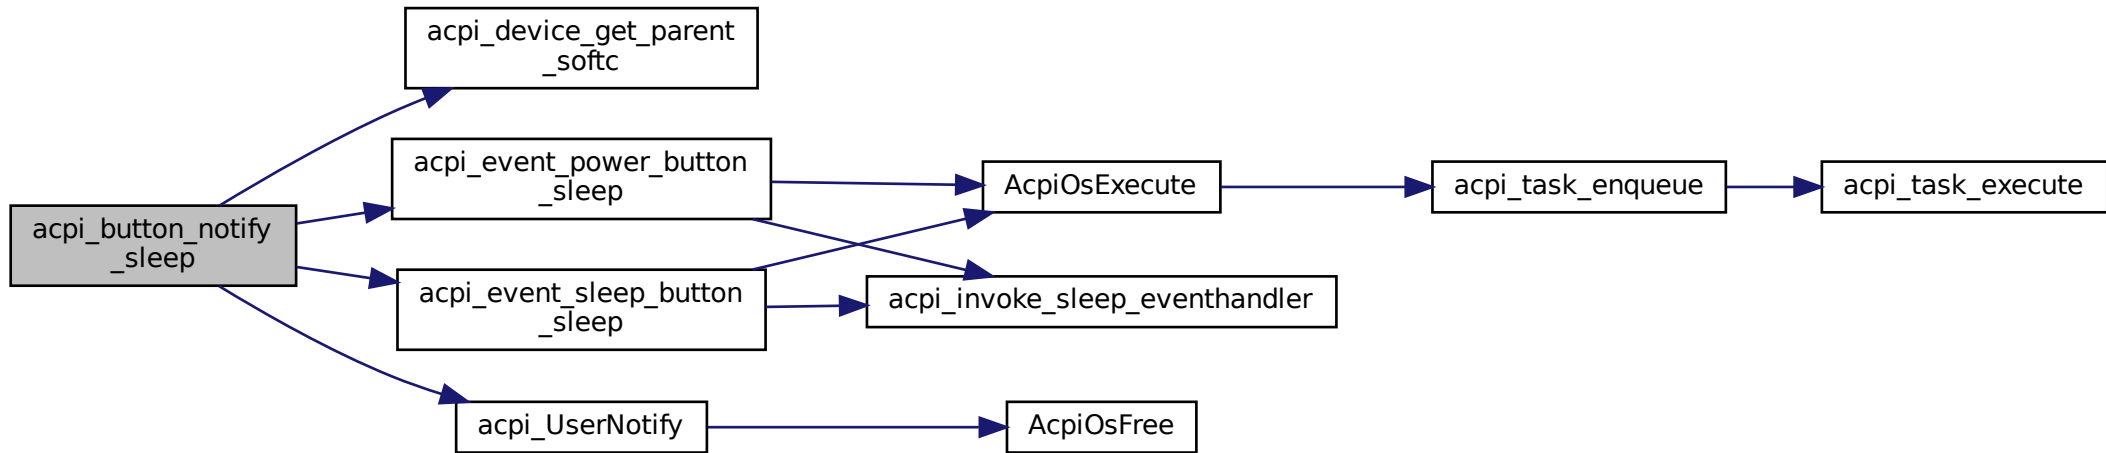 acpi_button_notify
_sleep
acpi_device_get_parent
_softc
acpi_event_power_button
_sleep
acpi_event_sleep_button
_sleep
acpi_UserNotify
AcpiOsExecute
acpi_invoke_sleep_eventhandler
AcpiOsFree
acpi_task_enqueue
acpi_task_execute